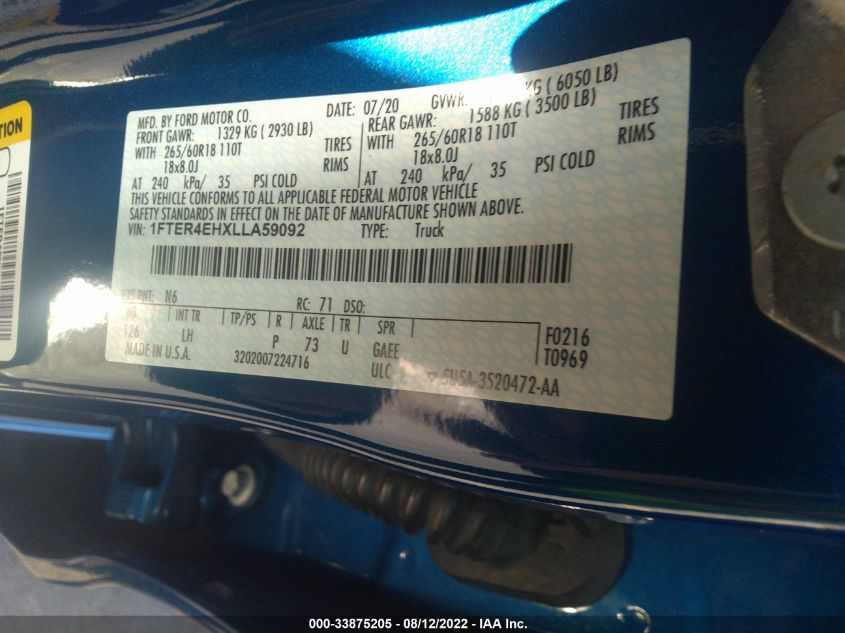 MFD. BY FORD MOTOR CO. DATE: 07/20 GVWR: KG ( 6050 LB)
FRONT GAWR: 1329 KG ( 2930 LB) REAR GAWR: 1588 KG ( 3500 LB)
WITH 265/60R18 110T TIRES WITH 265/60R18 110T TIRES
18x8.0J RIMS 18x8.0J RIMS
AT 240 kPa/ 35 PSI COLD AT 240 kPa/ 35 PSI COLD
THIS VEHICLE CONFORMS TO ALL APPLICABLE FEDERAL MOTOR VEHICLE
SAFETY STANDARDS IN EFFECT ON THE DATE OF MANUFACTURE SHOWN ABOVE.
VIN: 1FTER4EHXLLA59092 TYPE: Truck
EXT PNT: N6 RC: 71 DSO:
INT TR TP/PS R AXLE TR SPR
126 LH P 73 U GAEE F0216
MADE IN U.S.A. 3202007224716 ULC T0969
5U5A-3520472-AA
000-33875205 - 08/12/2022 - IAA Inc.